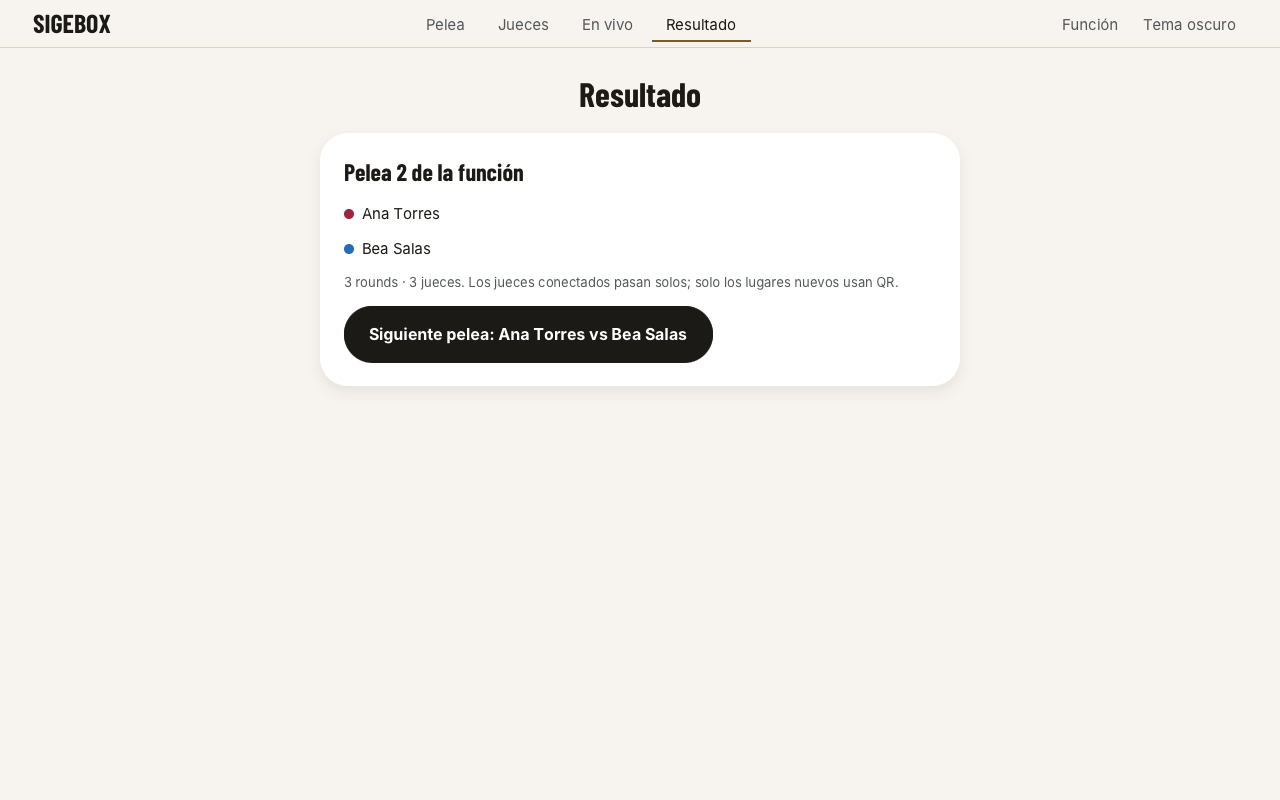 SIGEBOX
Pelea Jueces En vivo Resultado Función Tema oscuro
Resultado
Pelea 2 de la función
Ana Torres
Bea Salas
3 rounds · 3 jueces. Los jueces conectados pasan solos; solo los lugares nuevos usan QR.
Siguiente pelea: Ana Torres vs Bea Salas